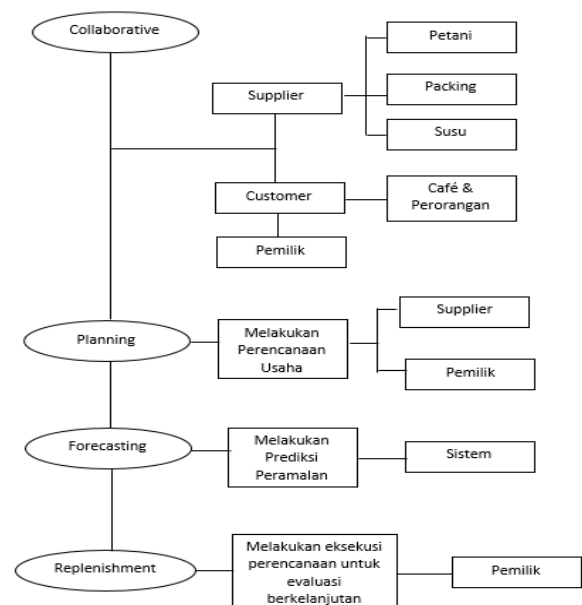 Collaborative
Petani
Supplier
Packing
Susu
Customer
Café &
Perorangan
Pemilik
Planning
Melakukan
Perencanaan
Usaha
Supplier
Pemilik
Forecasting
Melakukan
Prediksi
Peramalan
Sistem
Replenishment
Melakukan eksekusi
perencanaan untuk
evaluasi
berkelanjutan
Pemilik